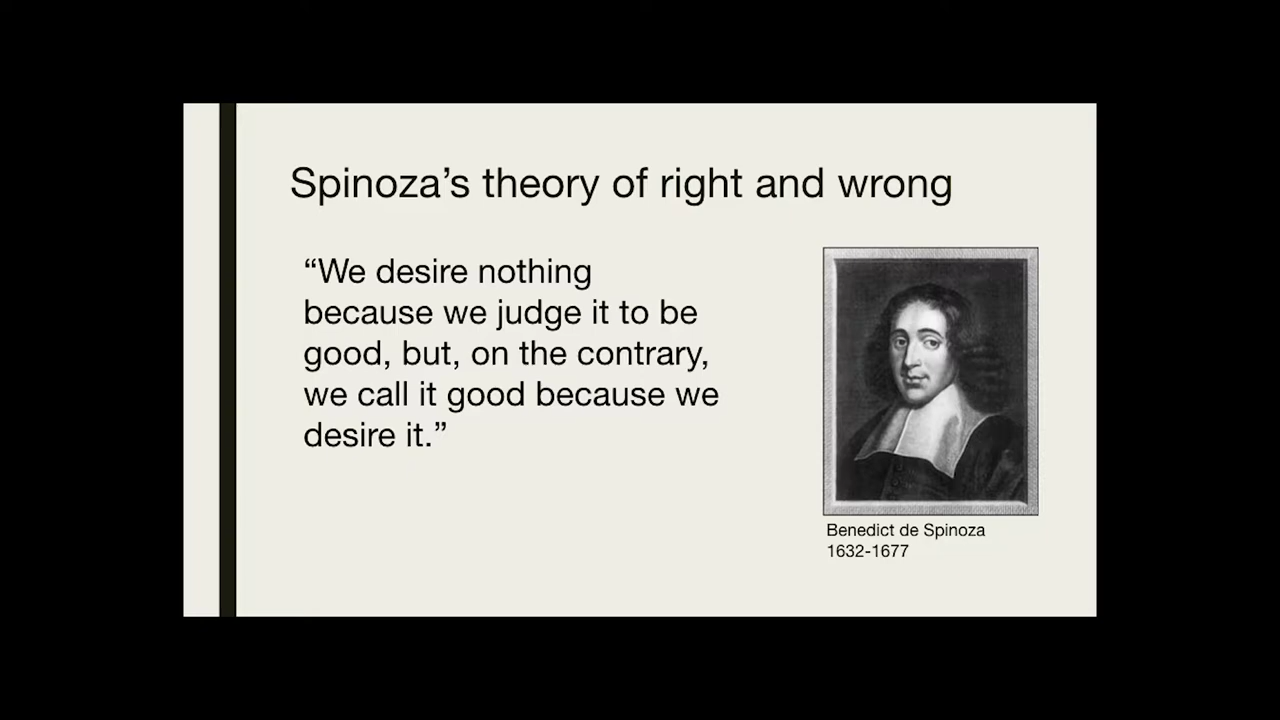 Spinoza’s theory of right and wrong
“We desire nothing
because we judge it to be
good, but, on the contrary,
we call it good because we
desire it.”
Benedict de Spinoza
1632-1677